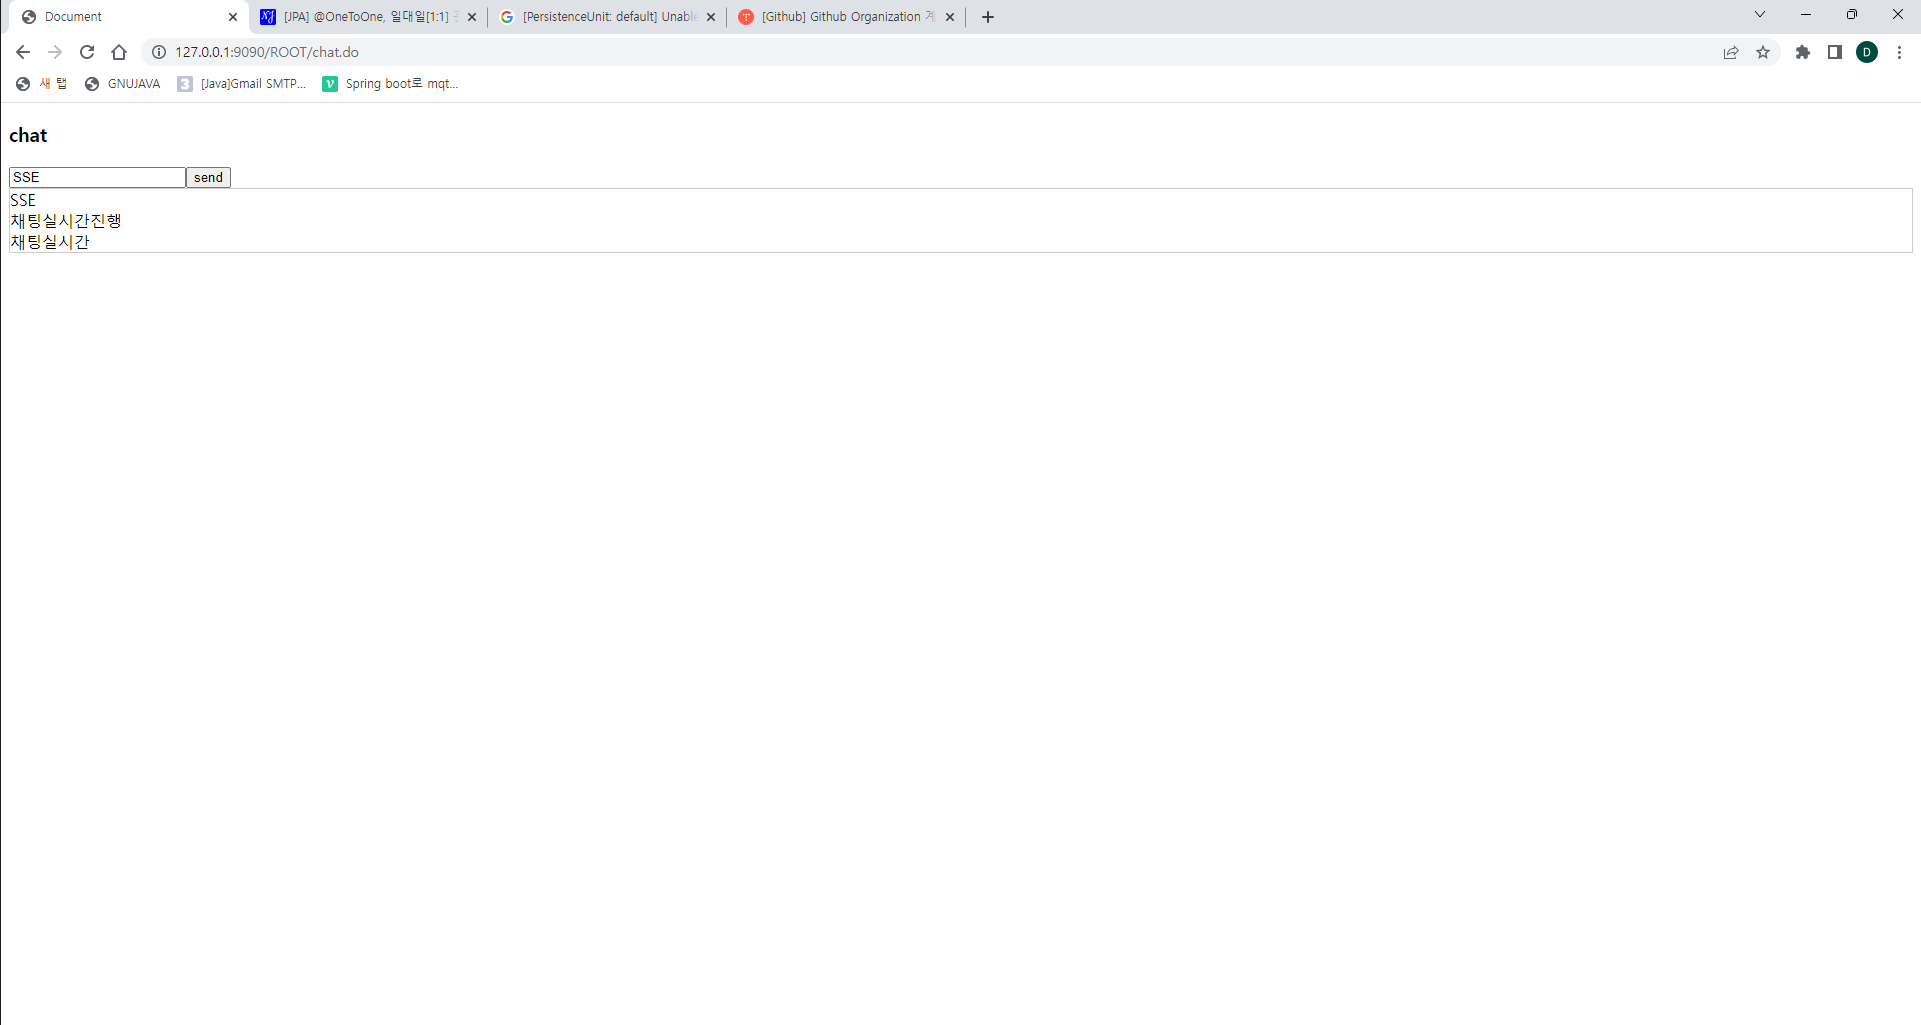 Document
[JPA] @OneToOne, 일대일[1:1]
[PersistenceUnit: default] Unable
[Github] Github Organization 계
127.0.0.1:9090/ROOT/chat.do
D
새 탭
GNUJAVA
[Java]Gmail SMTP...
Spring boot로 mqt...
chat
SSE
send
SSE
채팅실시간진행
채팅실시간